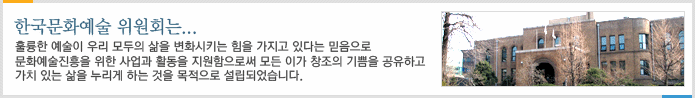 한국문화예술 위원회는...
훌륭한 예술이 우리 모두의 삶을 변화시키는 힘을 가지고 있다는 믿음으로
문화예술진흥을 위한 사업과 활동을 지원함으로써 모든 이가 창조의 기쁨을 공유하고
가치 있는 삶을 누리게 하는 것을 목적으로 설립되었습니다.